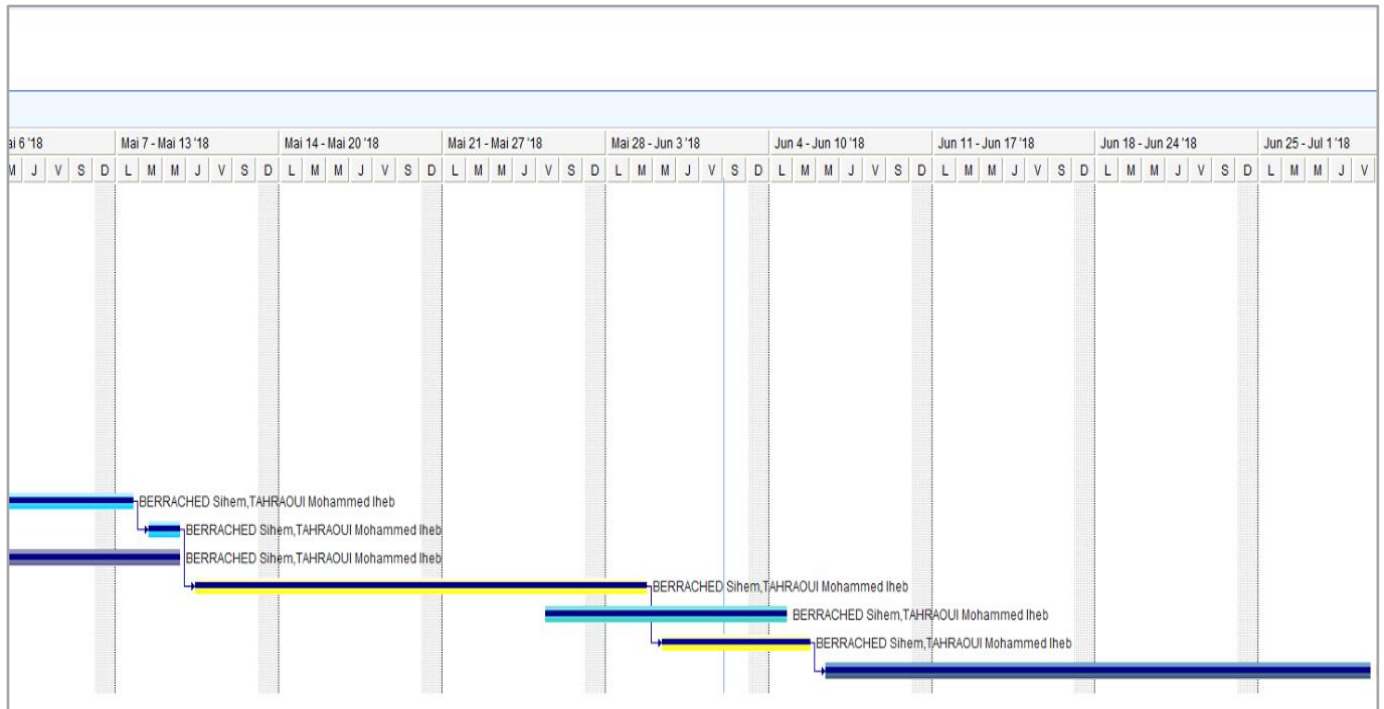 ai 6 '18 Mai 7 - Mai 13 '18 Mai 14 - Mai 20 '18 Mai 21 - Mai 27 '18 Mai 28 - Jun 3 '18 Jun 4 - Jun 10 '18 Jun 11 - Jun 17 '18 Jun 18 - Jun 24 '18 Jun 25 - Jul 1 '18
M J V S D L M M J V S D L M M J V S D L M M J V S D L M M J V S D L M M J V S D L M M J V S D L M M J V S D L M M J V
BERRACHED Sihem,TAHRAOUI Mohammed Iheb
BERRACHED Sihem,TAHRAOUI Mohammed Iheb
BERRACHED Sihem,TAHRAOUI Mohammed Iheb
BERRACHED Sihem,TAHRAOUI Mohammed Iheb
BERRACHED Sihem,TAHRAOUI Mohammed Iheb
BERRACHED Sihem,TAHRAOUI Mohammed Iheb